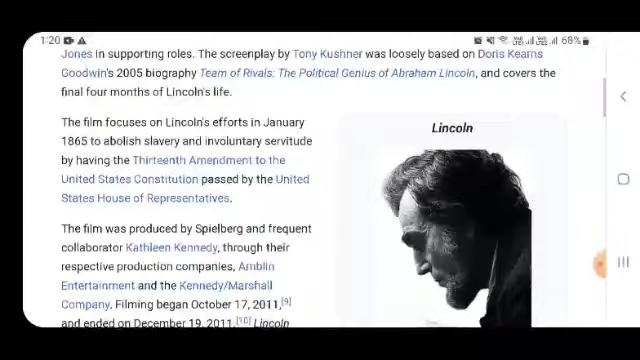 1:20
68%
Jones in supporting roles. The screenplay by Tony Kushner was loosely based on Doris Kearns
Goodwin's 2005 biography Team of Rivals: The Political Genius of Abraham Lincoln, and covers the
final four months of Lincoln's life.
The film focuses on Lincoln's efforts in January
1865 to abolish slavery and involuntary servitude
by having the Thirteenth Amendment to the
United States Constitution passed by the United
States House of Representatives.
The film was produced by Spielberg and frequent
collaborator Kathleen Kennedy, through their
respective production companies, Amblin
Entertainment and the Kennedy/Marshall
Company. Filming began October 17, 2011,[9]
and ended on December 19, 2011.[10] Lincoln
Lincoln